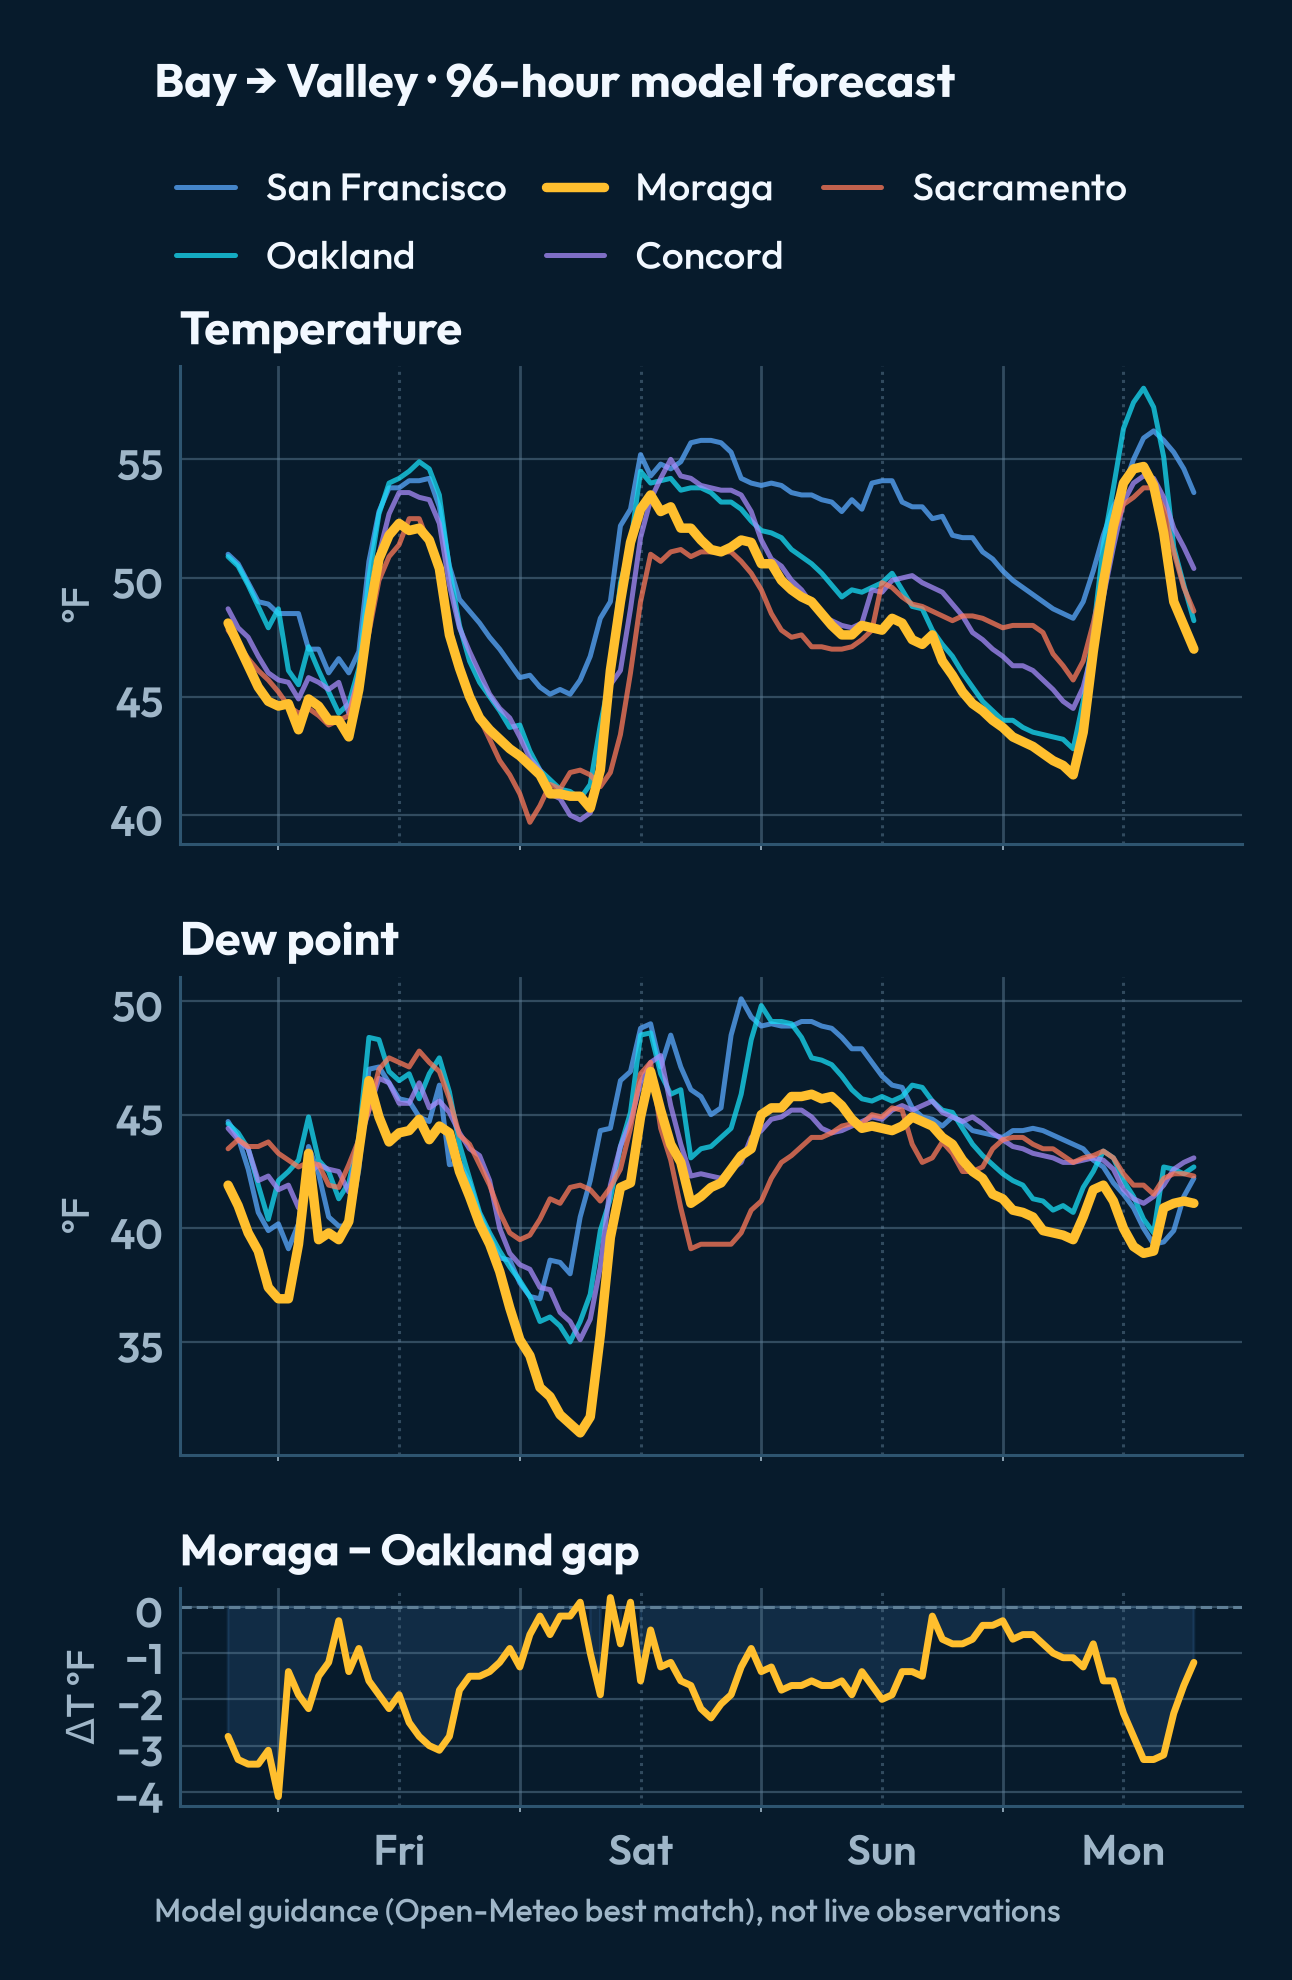 Bay → Valley · 96-hour model forecast
San Francisco Moraga Sacramento
Oakland Concord
Temperature
55
50
45
40
°F
Dew point
50
45
40
35
°F
Moraga − Oakland gap
0
−1
−2
−3
−4
ΔT °F
Fri Sat Sun Mon
Model guidance (Open-Meteo best match), not live observations